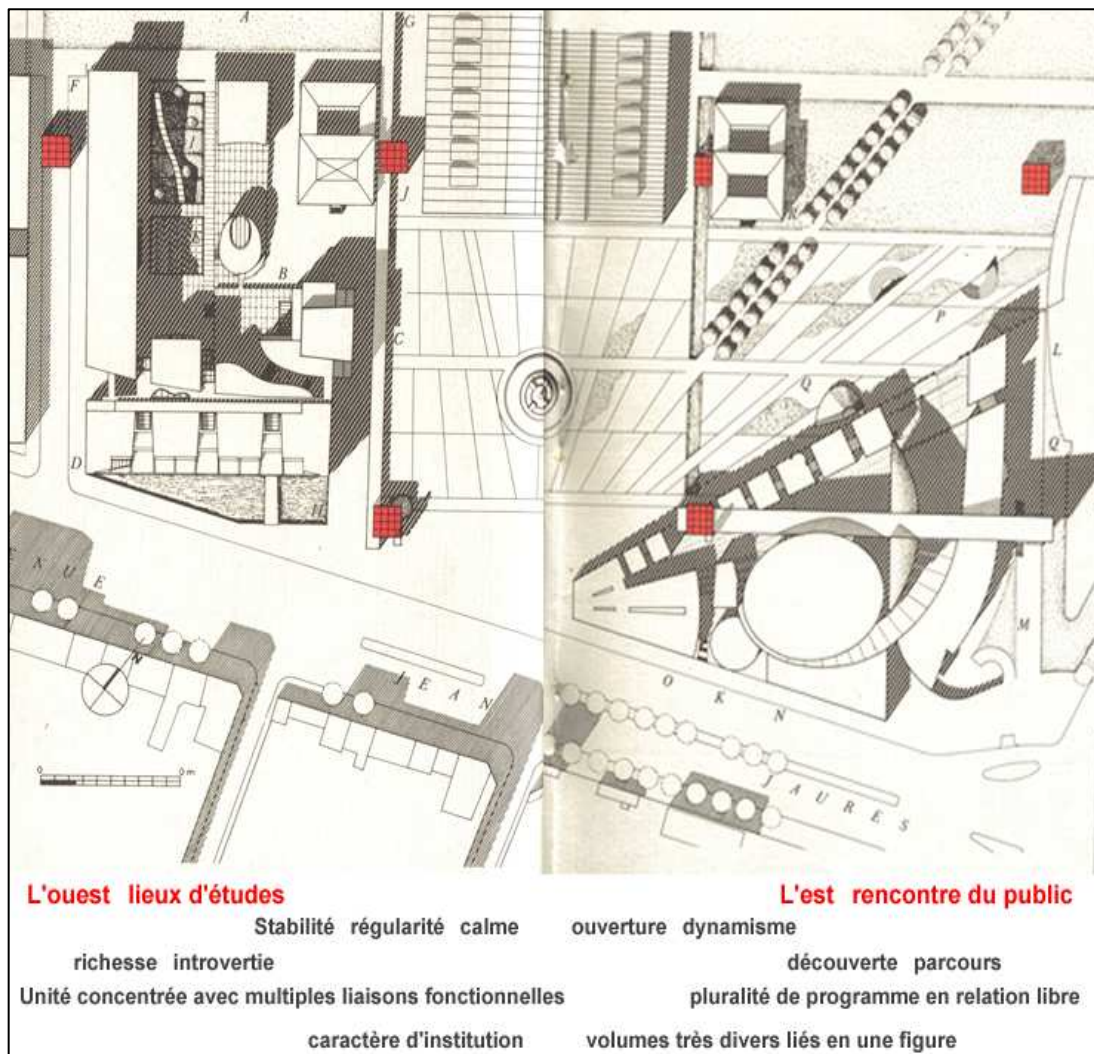 A
G
F
J
B
C
P
L
Q
Q
D
H
N U E
N
M
J E A N
O K N
0 m
J A U R E S
L'ouest lieux d'études L'est rencontre du public
Stabilité régularité calme ouverture dynamisme
richesse introvertie découverte parcours
Unité concentrée avec multiples liaisons fonctionnelles pluralité de programme en relation libre
caractère d'institution volumes très divers liés en une figure